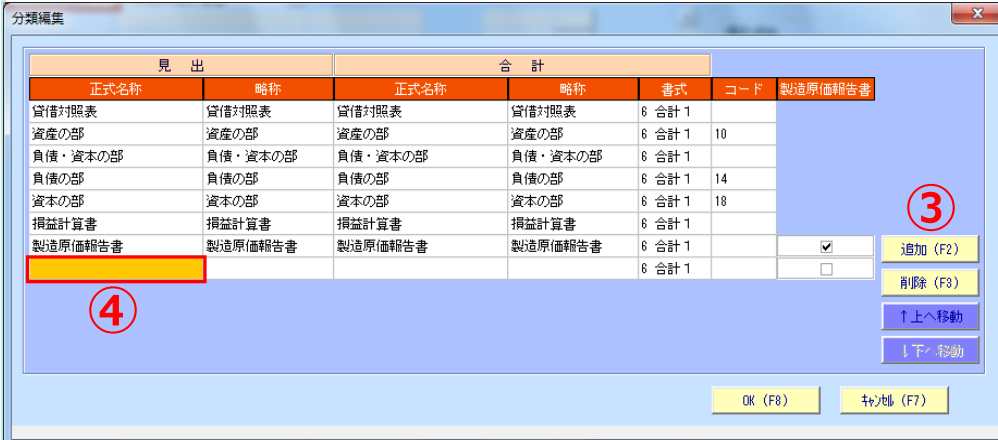 分類編集
見 出 合 計
正式名称 略称 正式名称 略称 書式 コード 製造原価報告書
貸借対照表 貸借対照表 貸借対照表 貸借対照表 6 合計1
資産の部 資産の部 資産の部 資産の部 6 合計1 10
負債・資本の部 負債・資本の部 負債・資本の部 負債・資本の部 6 合計1
負債の部 負債の部 負債の部 負債の部 6 合計1 14
資本の部 資本の部 資本の部 資本の部 6 合計1 18
損益計算書 損益計算書 損益計算書 損益計算書 6 合計1
③
製造原価報告書 製造原価報告書 製造原価報告書 製造原価報告書 6 合計1 追加 (F2)
6 合計1 削除 (F3)
④
↑上へ移動
↓下へ移動
OK (F8) キャンセル (F7)